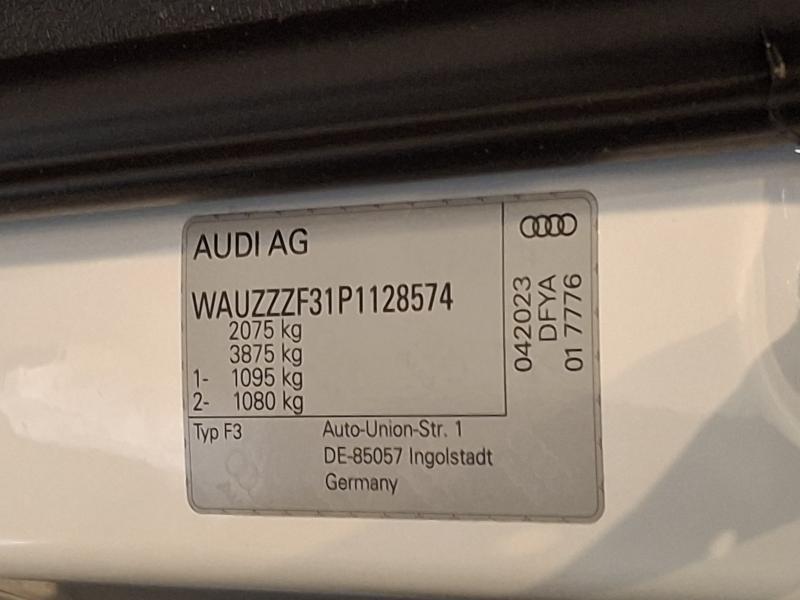 AUDI AG
WAUZZZF31P1128574
2075 kg
3875 kg
1- 1095 kg
2- 1080 kg
Typ F3
Auto-Union-Str. 1
DE-85057 Ingolstadt
Germany
042023
DFYA
01 7776